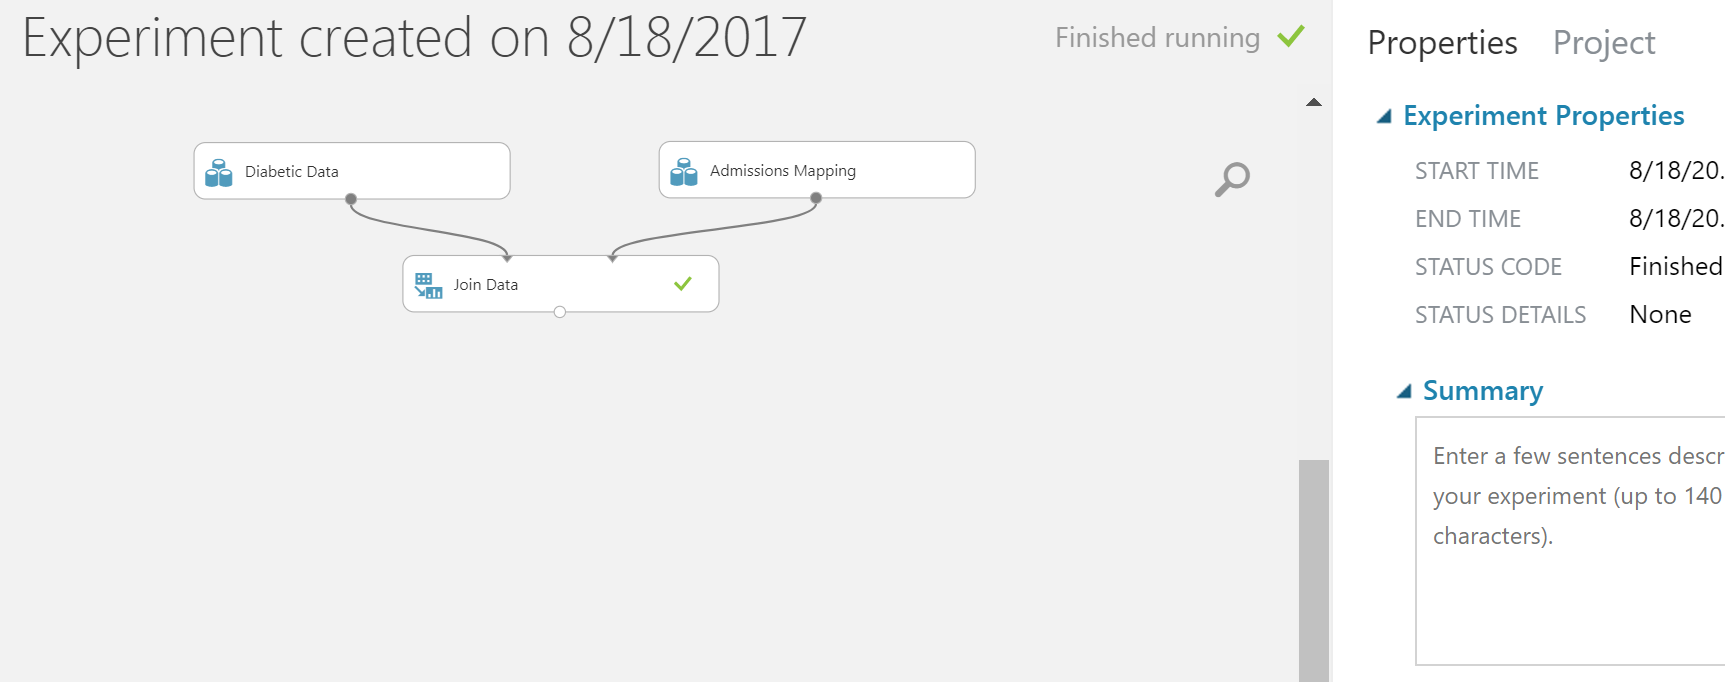 Experiment created on 8/18/2017
Finished running
Diabetic Data
Admissions Mapping
Join Data
Properties Project
Experiment Properties
START TIME 8/18/20.
END TIME 8/18/20.
STATUS CODE Finished
STATUS DETAILS None
Summary
Enter a few sentences descr
your experiment (up to 140
characters).